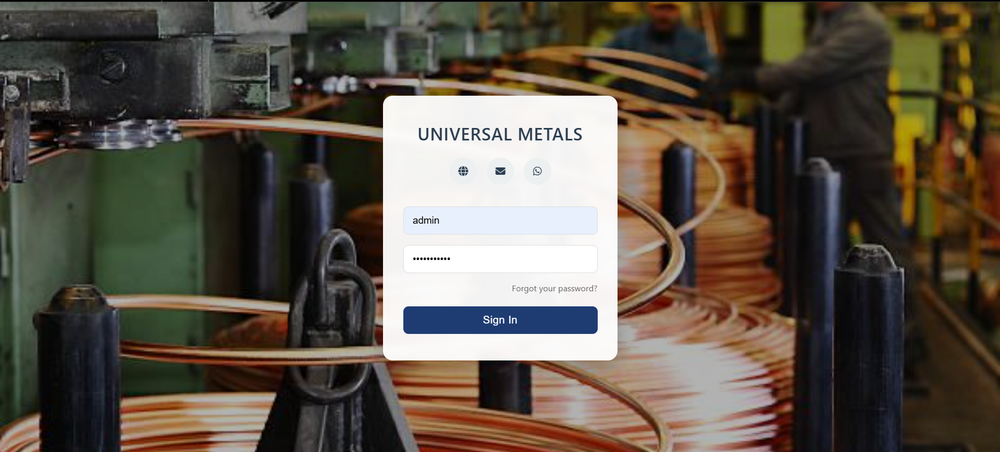 UNIVERSAL METALS
admin
•••••••••••
Forgot your password?
Sign In